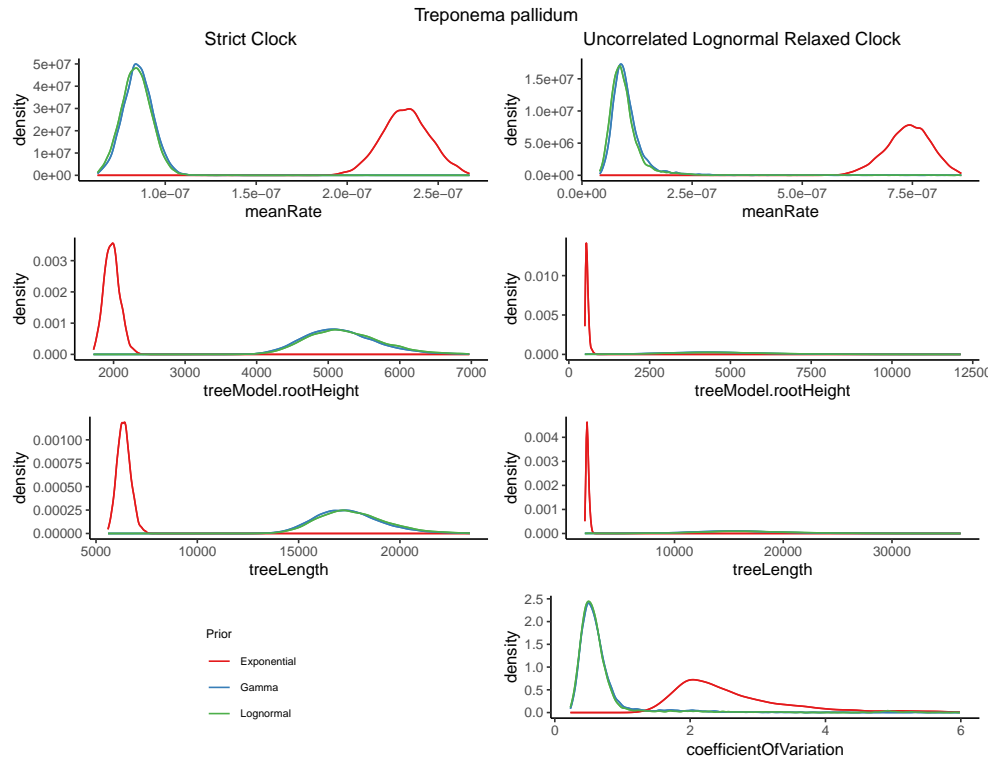 Treponema pallidum
Strict Clock
Uncorrelated Lognormal Relaxed Clock
density
5e+07
4e+07
3e+07
2e+07
1e+07
0e+00
1.0e−07
1.5e−07
2.0e−07
2.5e−07
meanRate
density
1.5e+07
1.0e+07
5.0e+06
0.0e+00
0.0e+00
2.5e−07
5.0e−07
7.5e−07
meanRate
density
0.003
0.002
0.001
0.000
2000
3000
4000
5000
6000
7000
treeModel.rootHeight
density
0.010
0.005
0.000
0
2500
5000
7500
10000
12500
treeModel.rootHeight
density
0.00100
0.00075
0.00050
0.00025
0.00000
5000
10000
15000
20000
treeLength
density
0.004
0.003
0.002
0.001
0.000
10000
20000
30000
treeLength
Prior
Exponential
Gamma
Lognormal
density
2.5
2.0
1.5
1.0
0.5
0.0
0
2
4
6
coefficientOfVariation